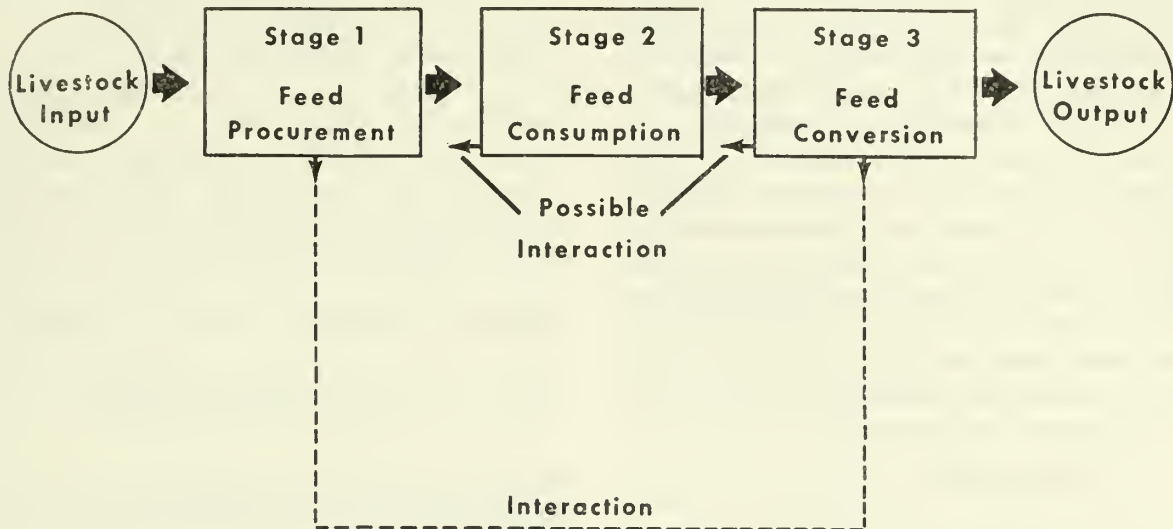 Livestock
Input
Stage 1
Feed
Procurement
Stage 2
Feed
Consumption
Stage 3
Feed
Conversion
Livestock
Output
Possible
Interaction
Interaction